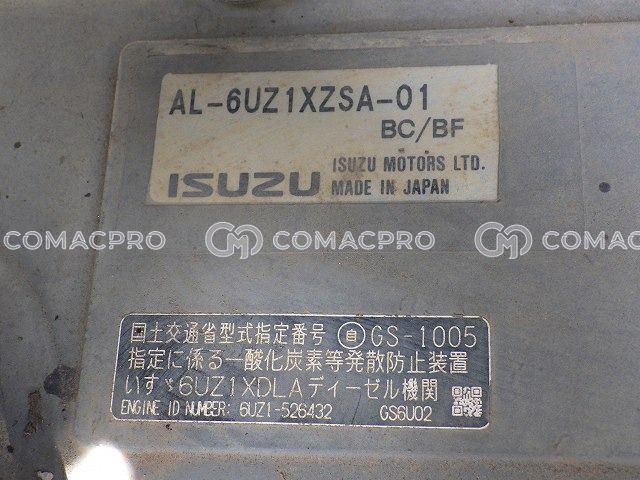 AL-6UZ1XZSA-01
BC/BF
ISUZU
ISUZU MOTORS LTD.
MADE IN JAPAN
COMACPRO COMACPRO COMACPRO
国土交通省型式指定番号 自 GS-1005
指定に係る一酸化炭素等発散防止装置
いすゞ6UZ1XDLAディーゼル機関
ENGINE ID NUMBER: 6UZ1-526432 GS6U02